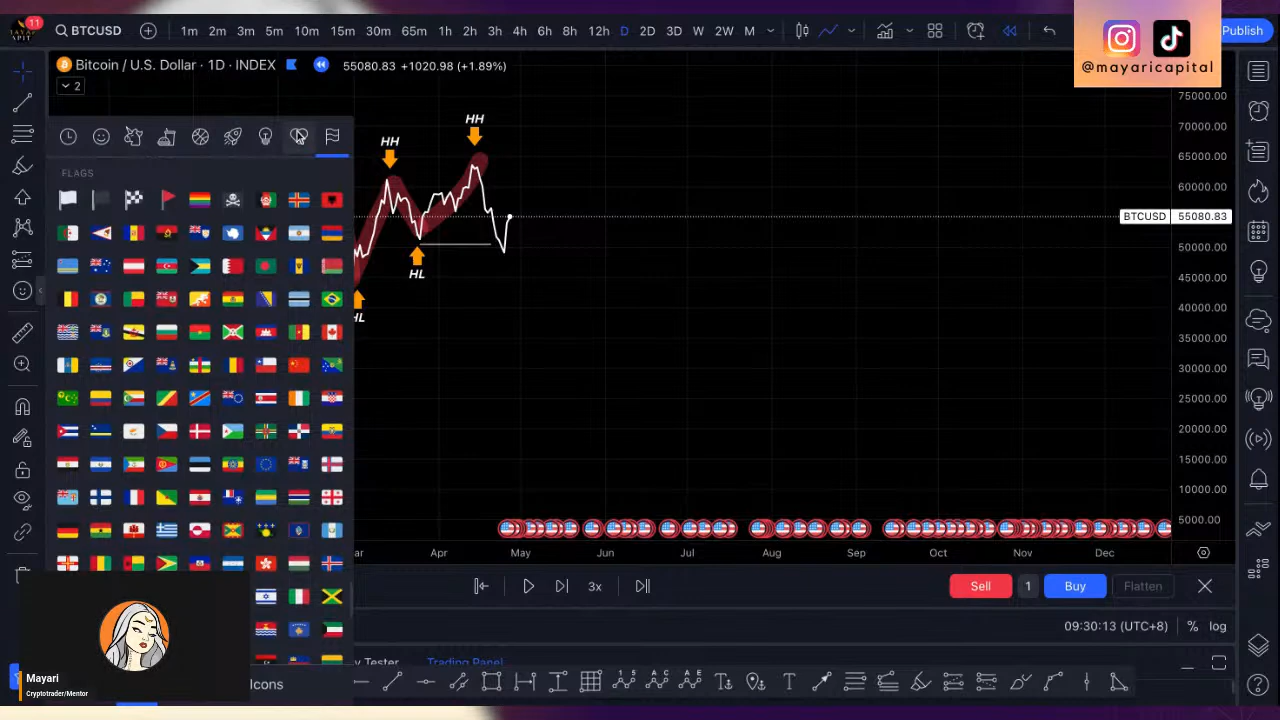 11
BTCUSD
1m 2m 3m 5m 10m 15m 30m 65m 1h 2h 3h 4h 6h 8h 12h D 2D 3D W 2W M
Publish
@mayaricapital
Bitcoin / U.S. Dollar · 1D · INDEX
55080.83 +1020.98 (+1.89%)
2
FLAGS
HH
HH
HL
HL
75000.00
70000.00
65000.00
60000.00
BTCUSD 55080.83
50000.00
45000.00
40000.00
35000.00
30000.00
25000.00
20000.00
15000.00
10000.00
5000.00
ar Apr May Jun Jul Aug Sep Oct Nov Dec
3x
Sell 1 Buy Flatten
09:30:13 (UTC+8) % log
y Tester Trading Panel
Icons
Mayari
Cryptotrader/Mentor